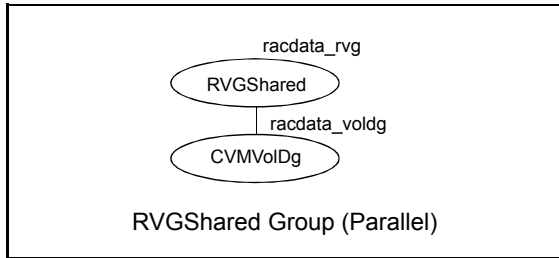 racdata_rvg
RVGShared
racdata_voldg
CVMVolDg
RVGShared Group (Parallel)